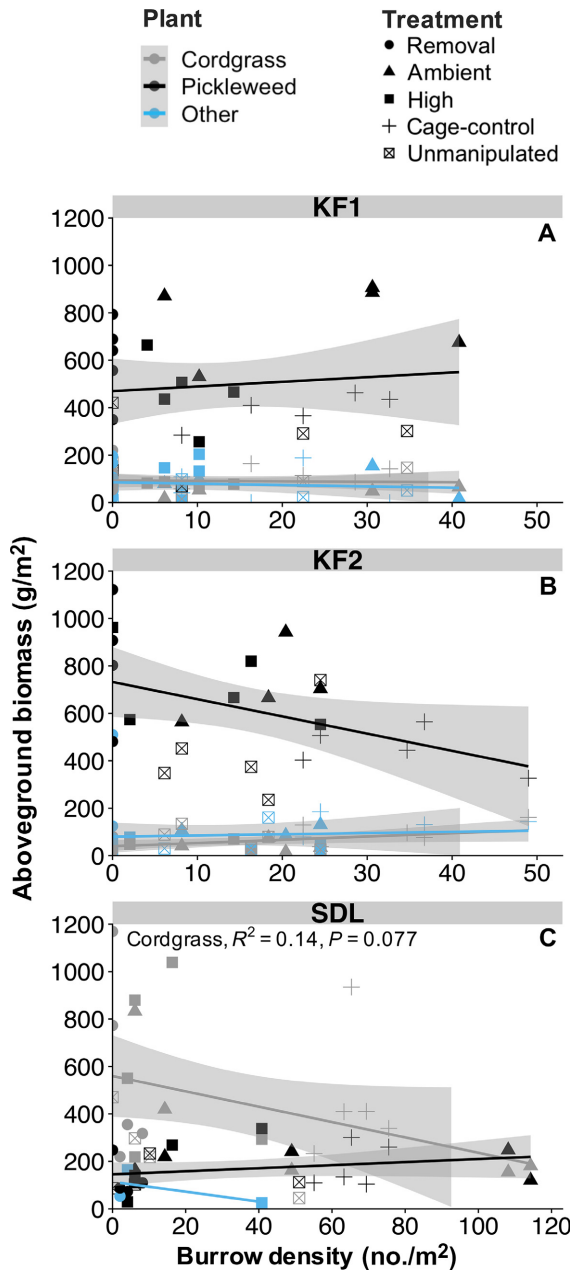 Plant
Cordgrass
Pickleweed
Other
Treatment
Removal
Ambient
High
Cage-control
Unmanipulated
Aboveground biomass (g/m²)
KF1
A
1200
1000
800
600
400
200
0
0 10 20 30 40 50
KF2
B
1200
1000
800
600
400
200
0
0 10 20 30 40 50
SDL
Cordgrass, R² = 0.14, P = 0.077
C
1200
1000
800
600
400
200
0
0 20 40 60 80 100 120
Burrow density (no./m²)